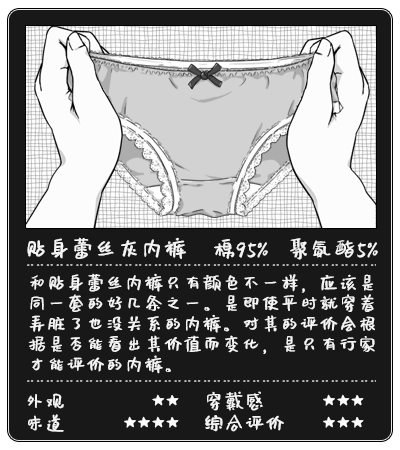 贴身蕾丝灰内裤 棉95% 聚氨酯5%
和贴身蕾丝内裤只有颜色不一样，应该是
同一套的好几条之一。是即使平时就穿着
弄脏了也没关系的内裤。对其的评价会根
据是否能看出其价值而变化，是只有行家
才能评价的内裤。
外观 ★★ 穿戴感 ★★★
味道 ★★★★ 综合评价 ★★★